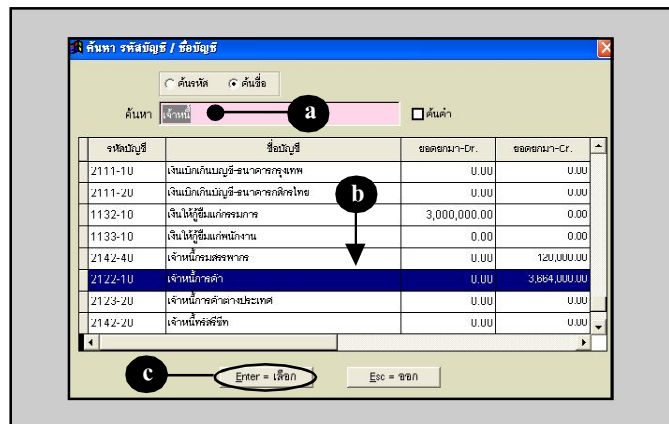 ค้นหา รหัสบัญชี / ชื่อบัญชี
ค้นรหัส ค้นชื่อ
ค้นหา เจ้าหนี้ a ค้นคำ
รหัสบัญชี ชื่อบัญชี ยอดยกมา-Dr. ยอดยกมา-Cr.
2111-10 เงินเบิกเกินบัญชี-ธนาคารกรุงเทพ 0.00 0.00
2111-20 เงินเบิกเกินบัญชี-ธนาคารกสิกรไทย 0.00 0.00
b
1132-10 เงินให้กู้ยืมแก่กรรมการ 3,000,000.00 0.00
1133-10 เงินให้กู้ยืมแก่พนักงาน 0.00 0.00
2142-40 เจ้าหนี้กรมสรรพากร 0.00 120,000.00
2122-10 เจ้าหนี้การค้า 0.00 3,664,000.00
2123-20 เจ้าหนี้การค้าต่างประเทศ 0.00 0.00
2142-20 เจ้าหนี้ทรัสรีซีท 0.00 0.00
c Enter = เลือก Esc = ออก